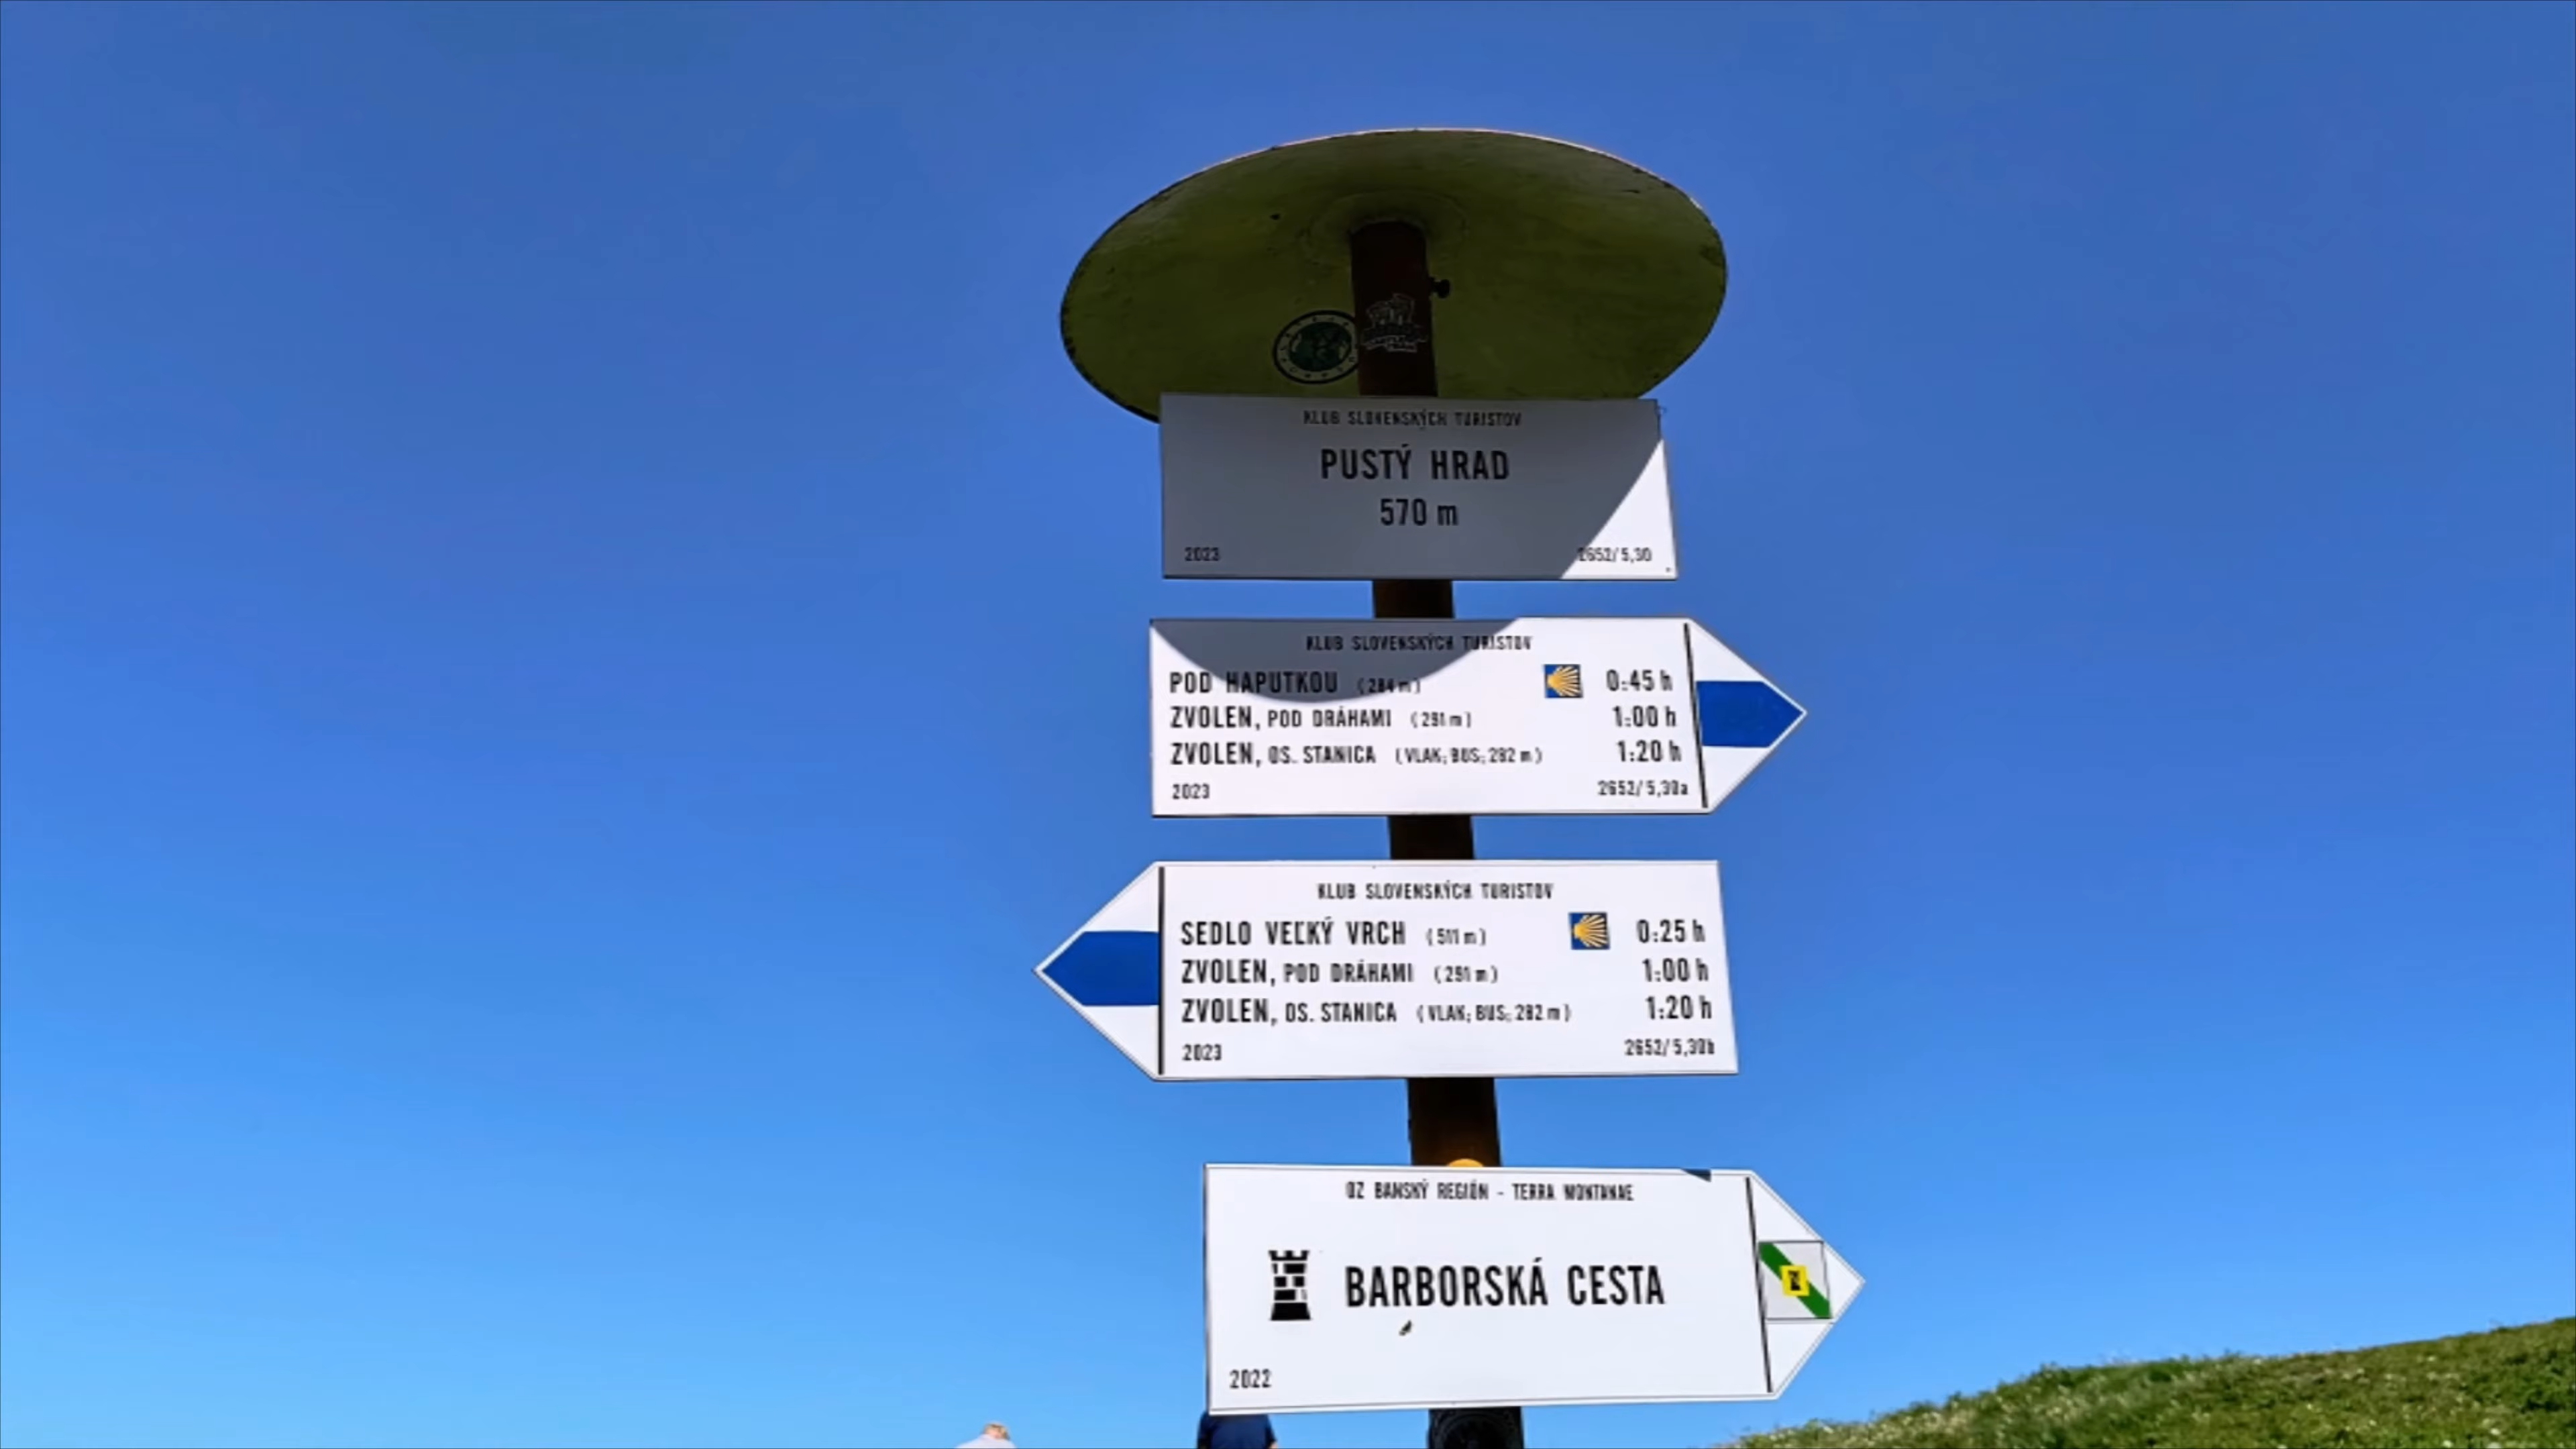 KLUB SLOVENSKÝCH TURISTOV
PUSTÝ HRAD
570 m
2023 2652/5,30
KLUB SLOVENSKÝCH TURISTOV
POD HAPUTKOU (284 m) 0:45 h
ZVOLEN, POD DRÁHAMI (291 m) 1:00 h
ZVOLEN, OS. STANICA (VLAK; BUS; 282 m) 1:20 h
2023 2652/5,30a
KLUB SLOVENSKÝCH TURISTOV
SEDLO VEĽKÝ VRCH (511 m) 0:25 h
ZVOLEN, POD DRÁHAMI (291 m) 1:00 h
ZVOLEN, OS. STANICA (VLAK; BUS; 282 m) 1:20 h
2023 2652/5,30b
OZ BANSKÝ REGIÓN - TERRA MONTANAE
BARBORSKÁ CESTA
2022